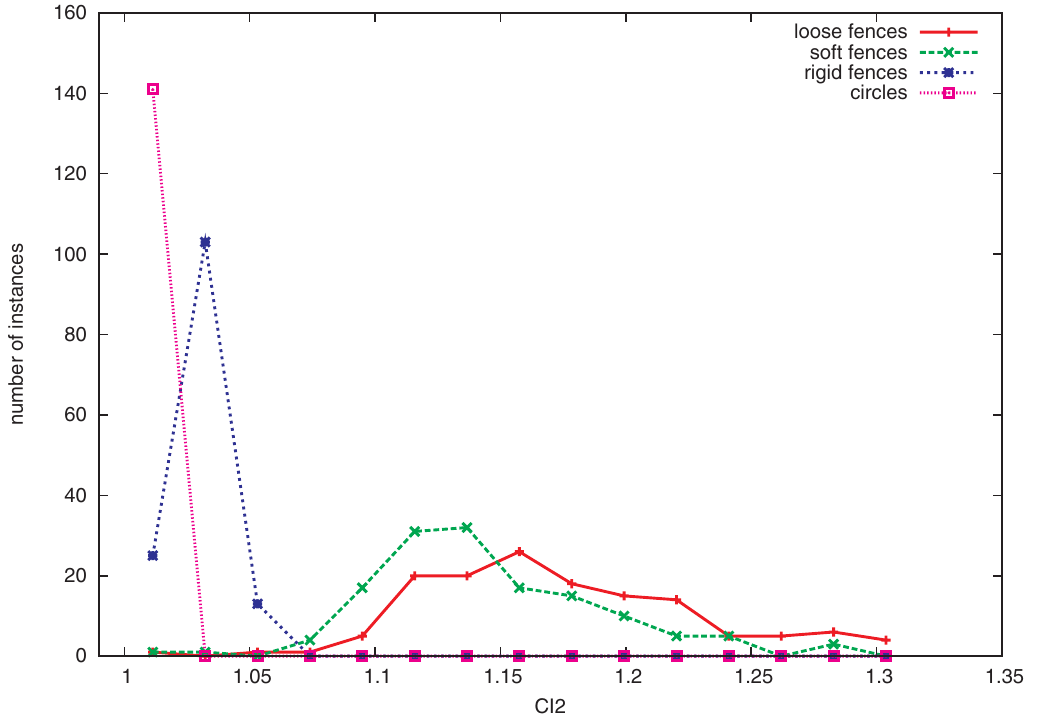 160
140
120
100
80
60
40
20
0
number of instances
loose fences
soft fences
rigid fences
circles
1 1.05 1.1 1.15 1.2 1.25 1.3 1.35
CI2